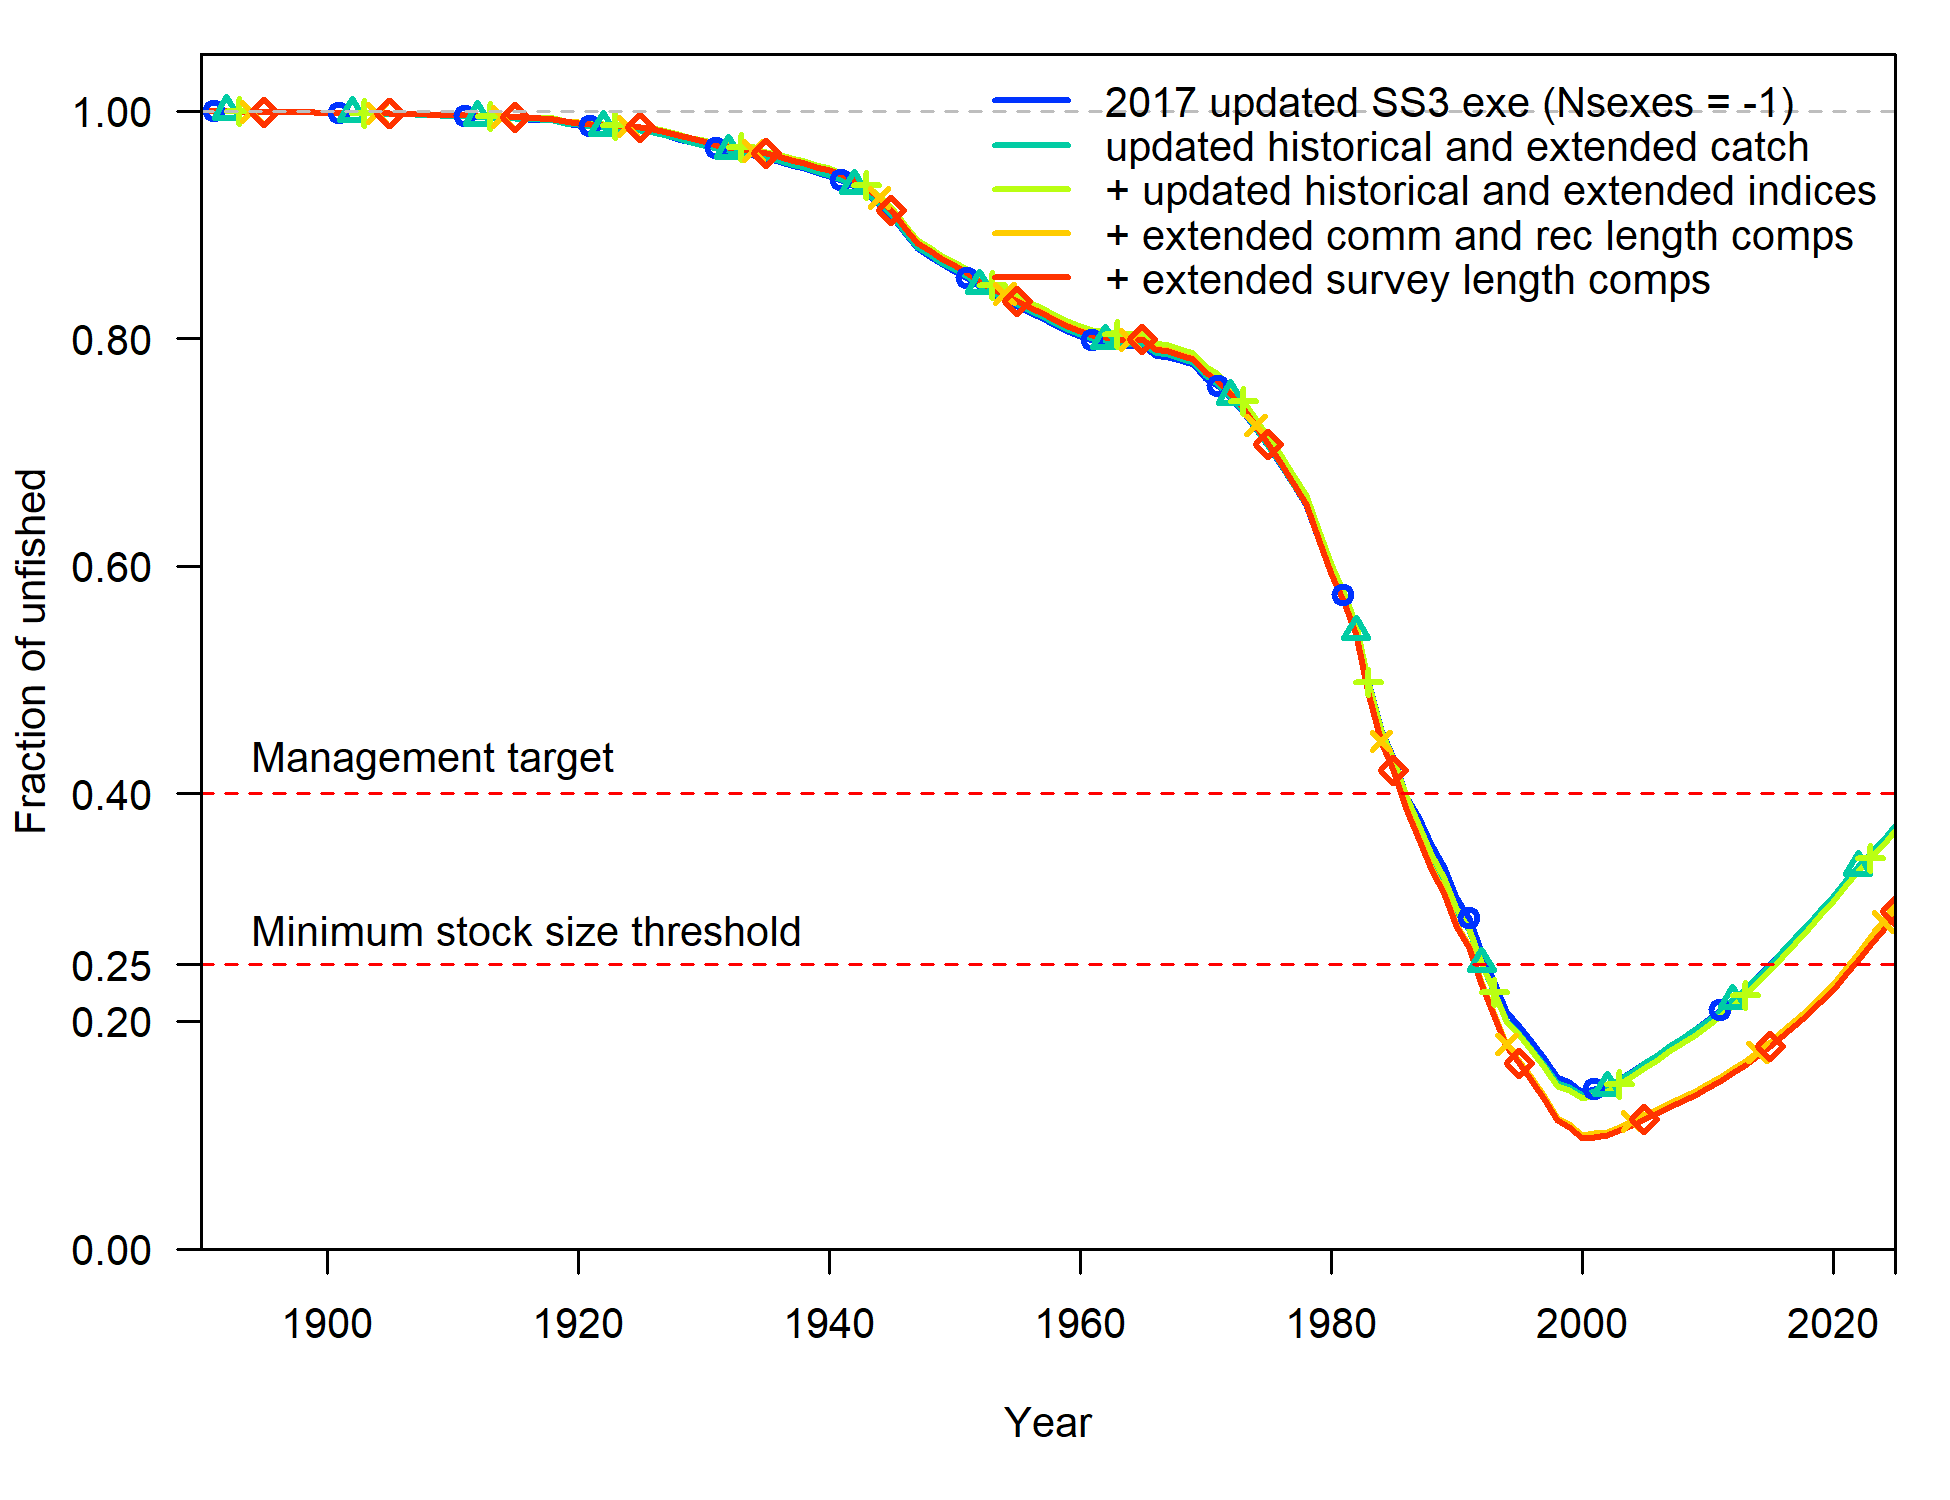 2017 updated SS3 exe (Nsexes = -1)
updated historical and extended catch
+ updated historical and extended indices
+ extended comm and rec length comps
+ extended survey length comps
1.00
0.80
0.60
0.40
0.25
0.20
0.00
Fraction of unfished
Management target
Minimum stock size threshold
1900
1920
1940
1960
1980
2000
2020
Year